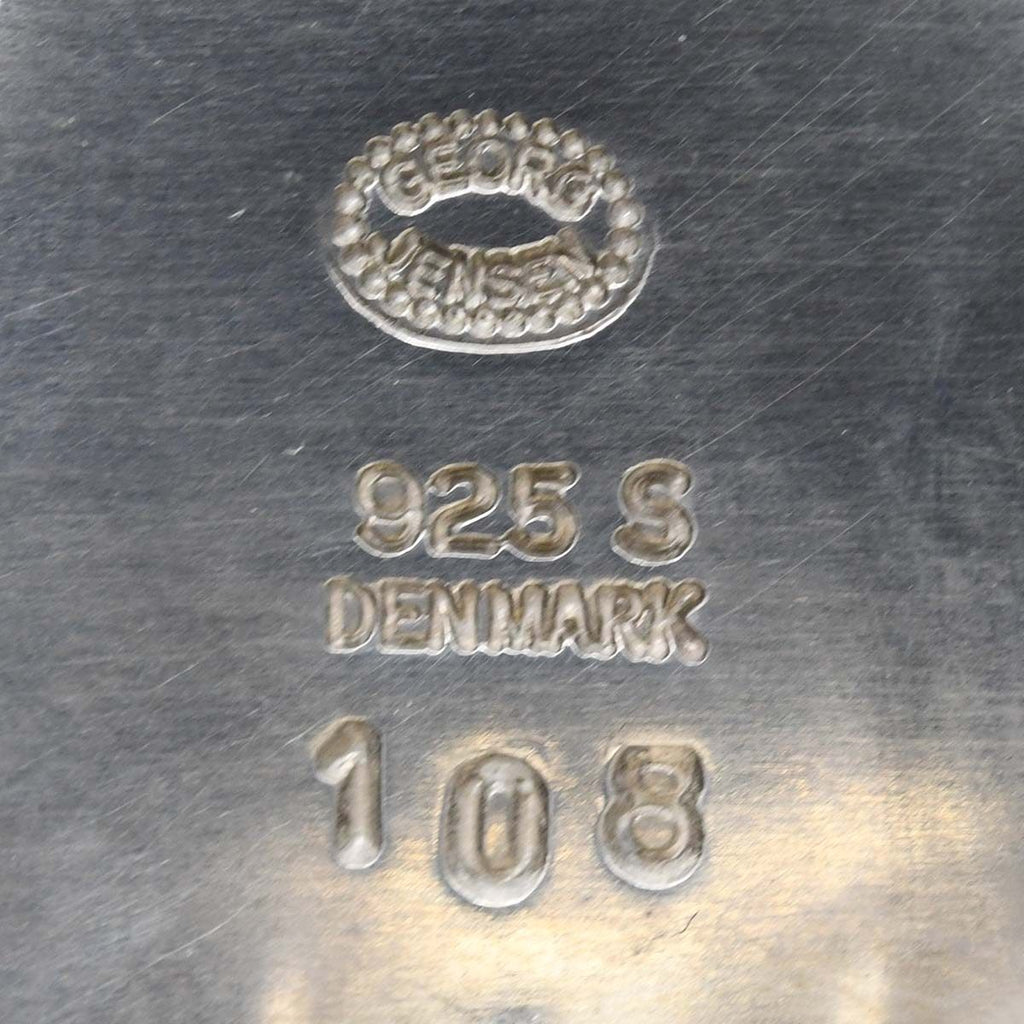 GEORG
JENSEN
925 S
DENMARK
108